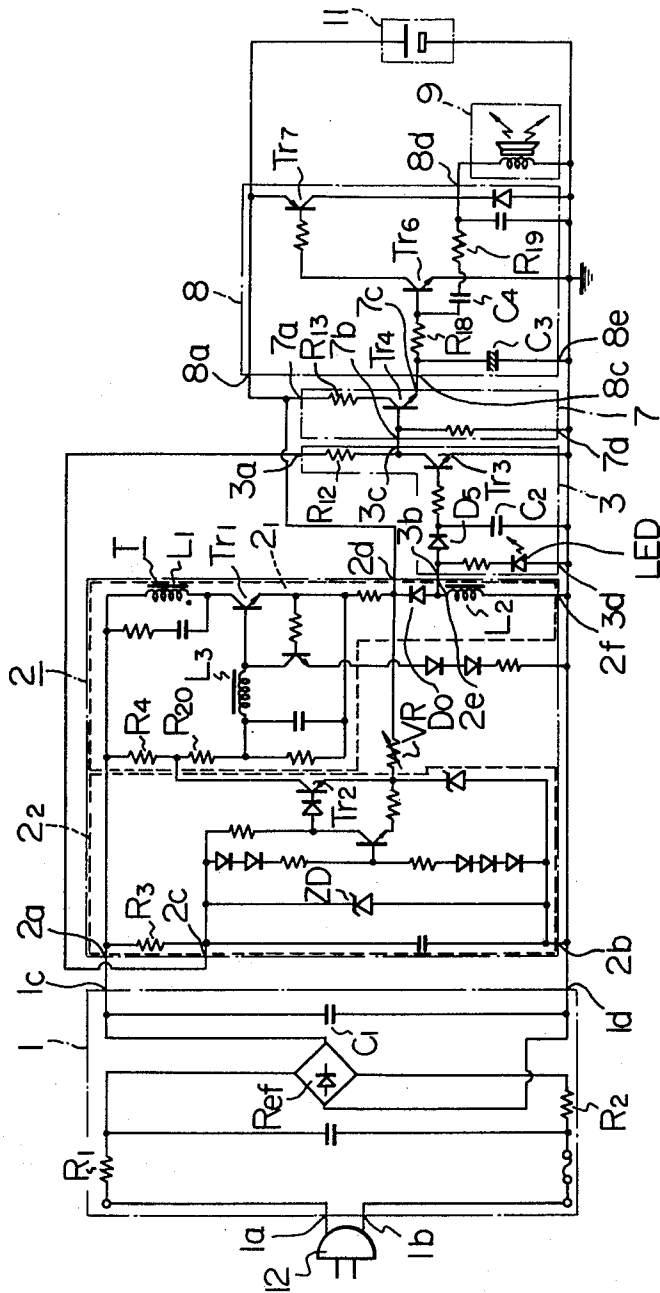 1
1c
2a
2
2₂
R3
2c
R4
R20
2₁
T
L1
Tr1
L3
3a
R12
8a
7a
R13
7b
8
Tr7
11
9
R1
12
1a
1b
Ref
C1
ZD
Tr2
VR
D0
2e
2d
3b
3c
Tr4
7c
Tr6
8d
R18
C4
R19
R2
1d
2b
L2
2f
3d
LED
D5
C2
Tr3
3
7d
7
8c
C3
8e